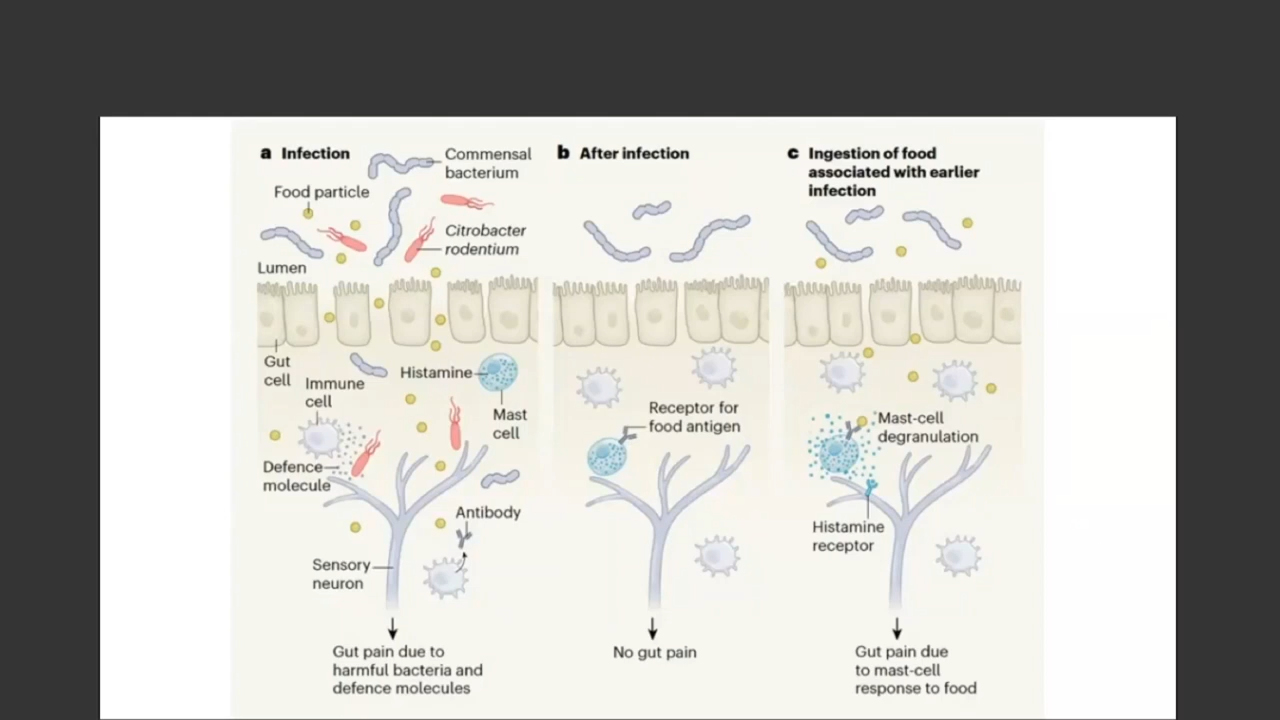 a Infection
Commensal
bacterium
Food particle
Citrobacter
rodentium
Lumen
Gut
cell
Immune
cell
Histamine
Mast
cell
Defence
molecule
Antibody
Sensory
neuron
Gut pain due to
harmful bacteria and
defence molecules
b After infection
Receptor for
food antigen
No gut pain
c Ingestion of food
associated with earlier
infection
Mast-cell
degranulation
Histamine
receptor
Gut pain due
to mast-cell
response to food